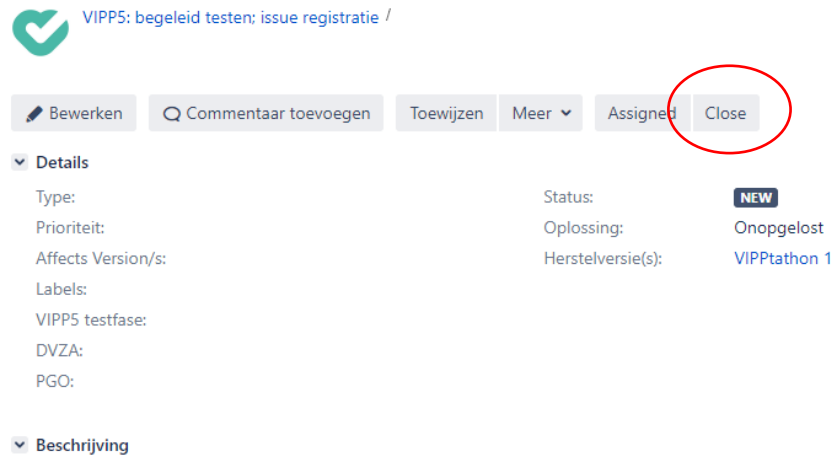 VIPP5: begeleid testen; issue registratie /
Bewerken Commentaar toevoegen Toewijzen Meer Assigned Close
Details
Type: Status: NEW
Prioriteit: Oplossing: Onopgelost
Affects Version/s: Herstelversie(s): VIPPtathon 1
Labels:
VIPP5 testfase:
DVZA:
PGO:
Beschrijving